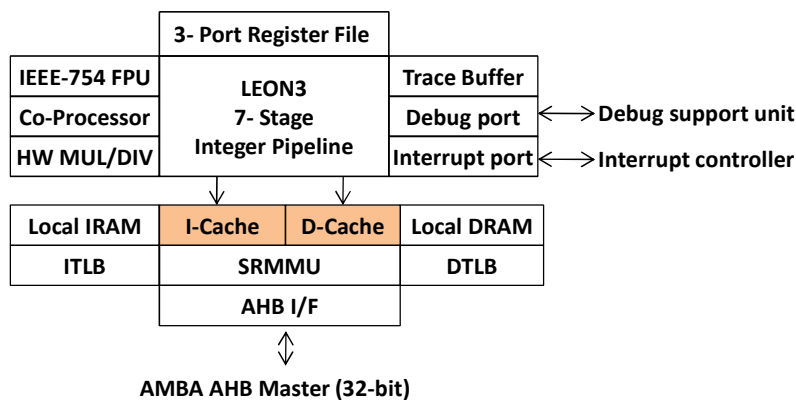 3- Port Register File
IEEE-754 FPU
LEON3
Trace Buffer
Co-Processor
7- Stage
Debug port
Debug support unit
HW MUL/DIV
Integer Pipeline
Interrupt port
Interrupt controller
Local IRAM
I-Cache
D-Cache
Local DRAM
ITLB
SRMMU
DTLB
AHB I/F
AMBA AHB Master (32-bit)